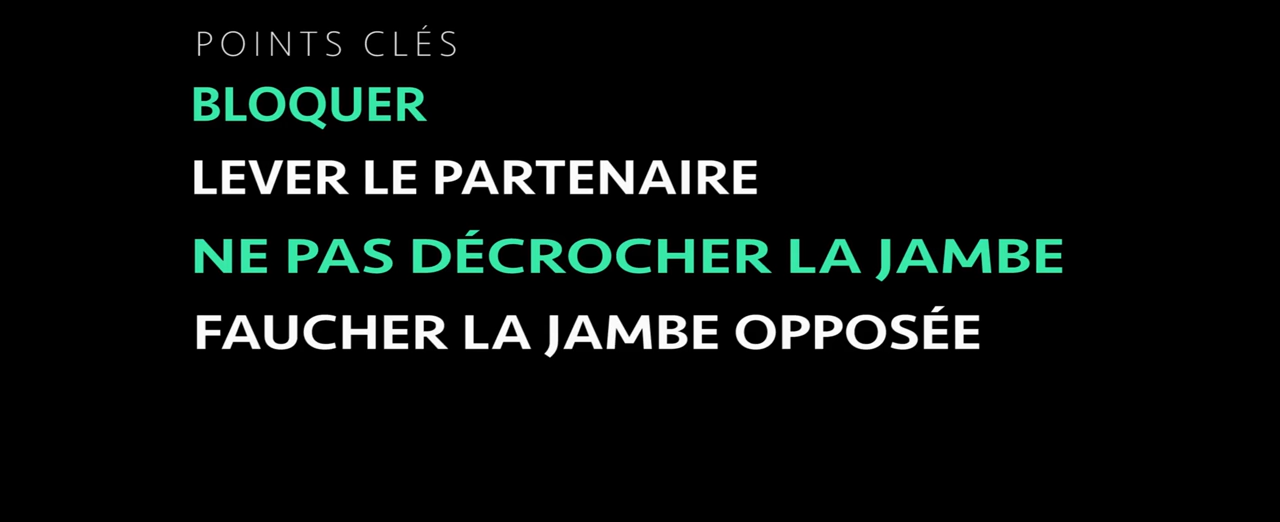 POINTS CLÉS
BLOQUER
LEVER LE PARTENAIRE
NE PAS DÉCROCHER LA JAMBE
FAUCHER LA JAMBE OPPOSÉE